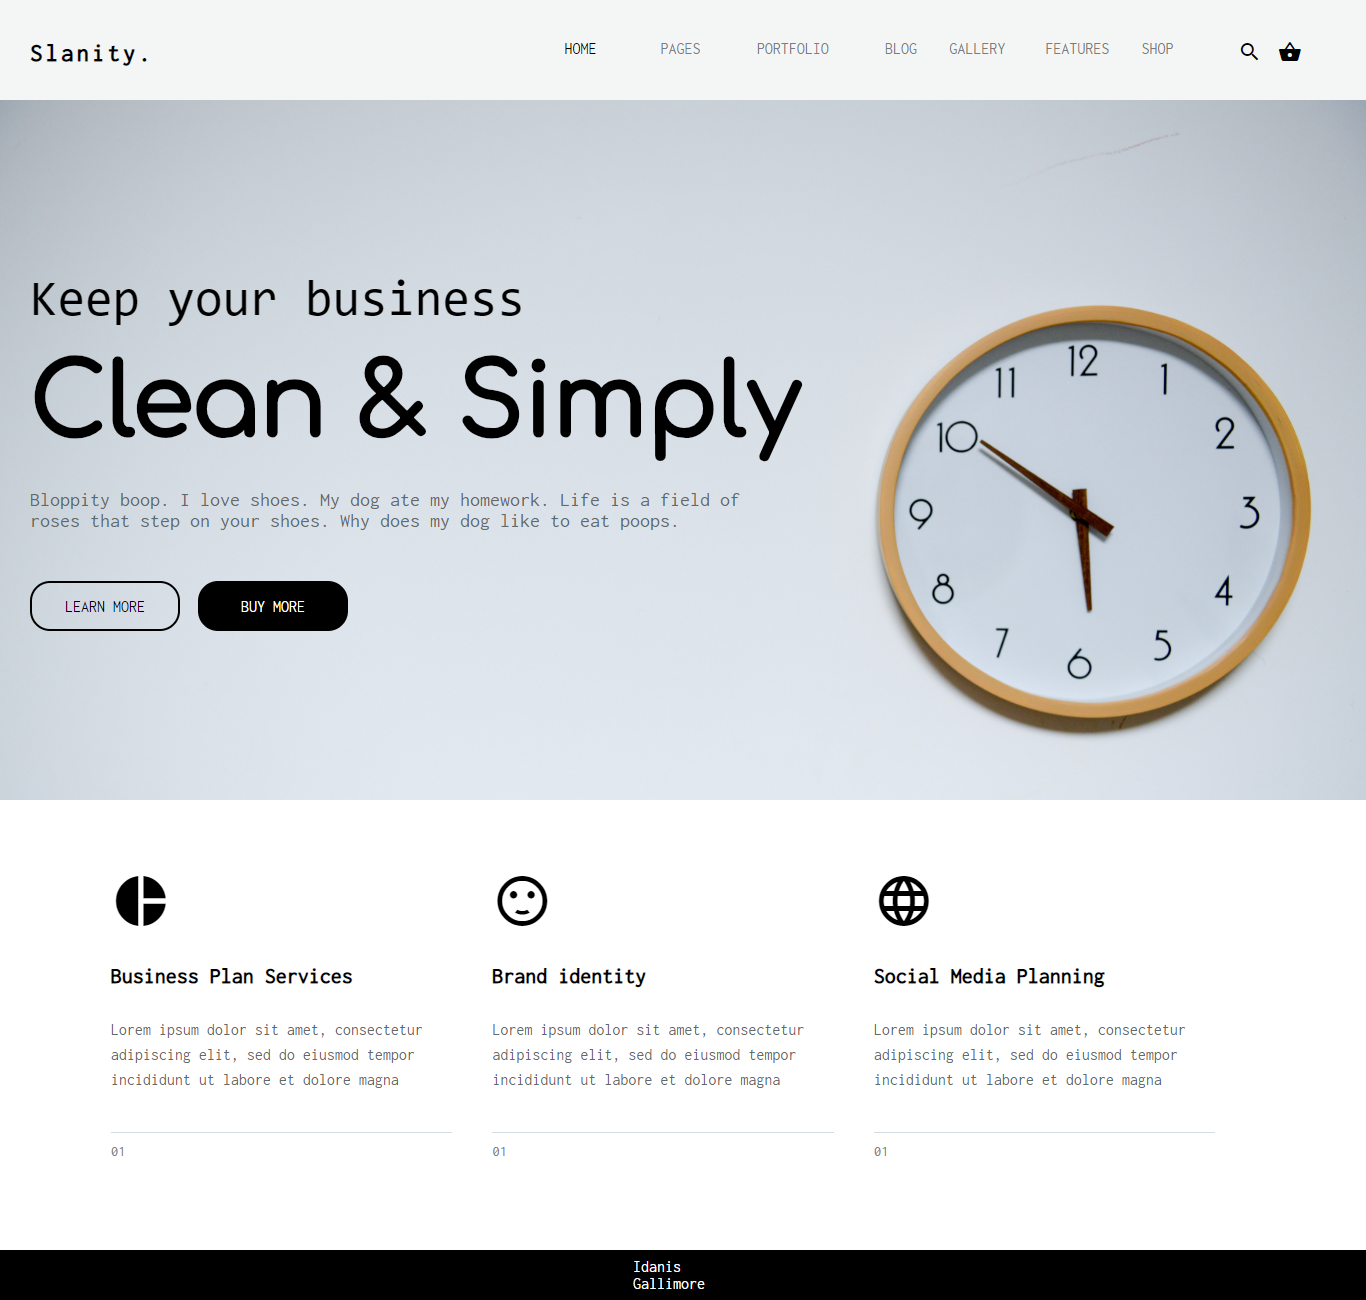 Slanity.
HOME PAGES PORTFOLIO BLOG GALLERY FEATURES SHOP
Keep your business
Clean & Simply
Bloppity boop. I love shoes. My dog ate my homework. Life is a field of
roses that step on your shoes. Why does my dog like to eat poops.
LEARN MORE
BUY MORE
12
1
2
3
4
5
6
7
8
9
10
11
Business Plan Services
Lorem ipsum dolor sit amet, consectetur
adipiscing elit, sed do eiusmod tempor
incididunt ut labore et dolore magna
01
Brand identity
Lorem ipsum dolor sit amet, consectetur
adipiscing elit, sed do eiusmod tempor
incididunt ut labore et dolore magna
01
Social Media Planning
Lorem ipsum dolor sit amet, consectetur
adipiscing elit, sed do eiusmod tempor
incididunt ut labore et dolore magna
01
Idanis
Gallimore